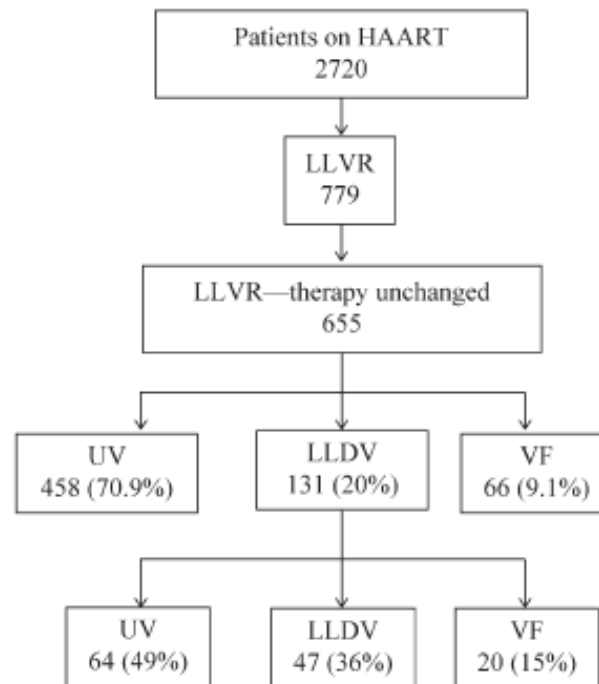 Patients on HAART
2720
LLVR
779
LLVR—therapy unchanged
655
UV
458 (70.9%)
LLDV
131 (20%)
VF
66 (9.1%)
UV
64 (49%)
LLDV
47 (36%)
VF
20 (15%)